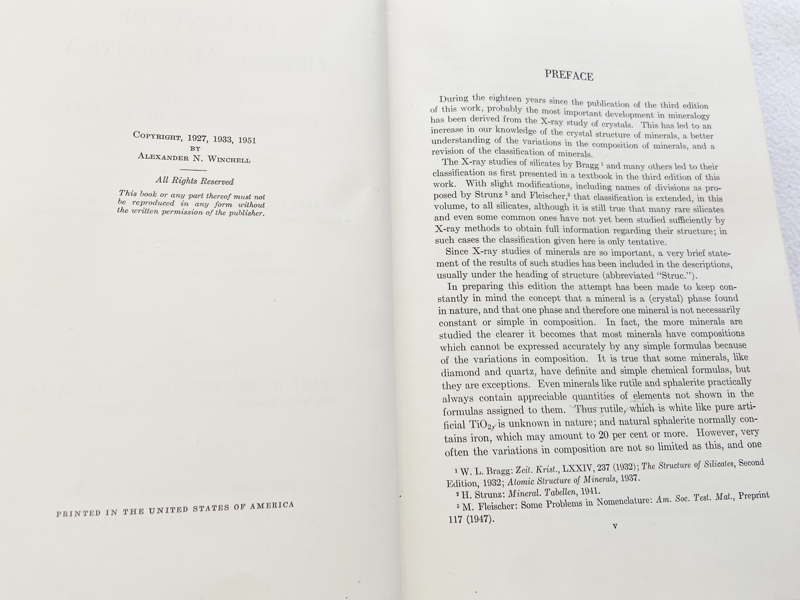 COPYRIGHT, 1927, 1933, 1951
BY
ALEXANDER N. WINCHELL
All Rights Reserved
This book or any part thereof must not
be reproduced in any form without
the written permission of the publisher.
PRINTED IN THE UNITED STATES OF AMERICA
PREFACE
During the eighteen years since the publication of the third edition
of this work, probably the most important development in mineralogy
has been derived from the X-ray study of crystals. This has led to an
increase in our knowledge of the crystal structure of minerals, a better
understanding of the variations in the composition of minerals, and a
revision of the classification of minerals.
The X-ray studies of silicates by Bragg ¹ and many others led to their
classification as first presented in a textbook in the third edition of this
work. With slight modifications, including names of divisions as pro-
posed by Strunz ² and Fleischer,³ that classification is extended, in this
volume, to all silicates, although it is still true that many rare silicates
and even some common ones have not yet been studied sufficiently by
X-ray methods to obtain full information regarding their structure; in
such cases the classification given here is only tentative.
Since X-ray studies of minerals are so important, a very brief state-
ment of the results of such studies has been included in the descriptions,
usually under the heading of structure (abbreviated "Struc.").
In preparing this edition the attempt has been made to keep con-
stantly in mind the concept that a mineral is a (crystal) phase found
in nature, and that one phase and therefore one mineral is not necessarily
constant or simple in composition. In fact, the more minerals are
studied the clearer it becomes that most minerals have compositions
which cannot be expressed accurately by any simple formulas because
of the variations in composition. It is true that some minerals, like
diamond and quartz, have definite and simple chemical formulas, but
they are exceptions. Even minerals like rutile and sphalerite practically
always contain appreciable quantities of elements not shown in the
formulas assigned to them. Thus rutile, which is white like pure arti-
ficial TiO₂, is unknown in nature; and natural sphalerite normally con-
tains iron, which may amount to 20 per cent or more. However, very
often the variations in composition are not so limited as this, and one
¹ W. L. Bragg: Zeit. Krist., LXXIV, 237 (1932); The Structure of Silicates, Second
Edition, 1932; Atomic Structure of Minerals, 1937.
² H. Strunz: Mineral. Tabellen, 1941.
³ M. Fleischer: Some Problems in Nomenclature: Am. Soc. Test. Mat., Preprint
117 (1947).
v